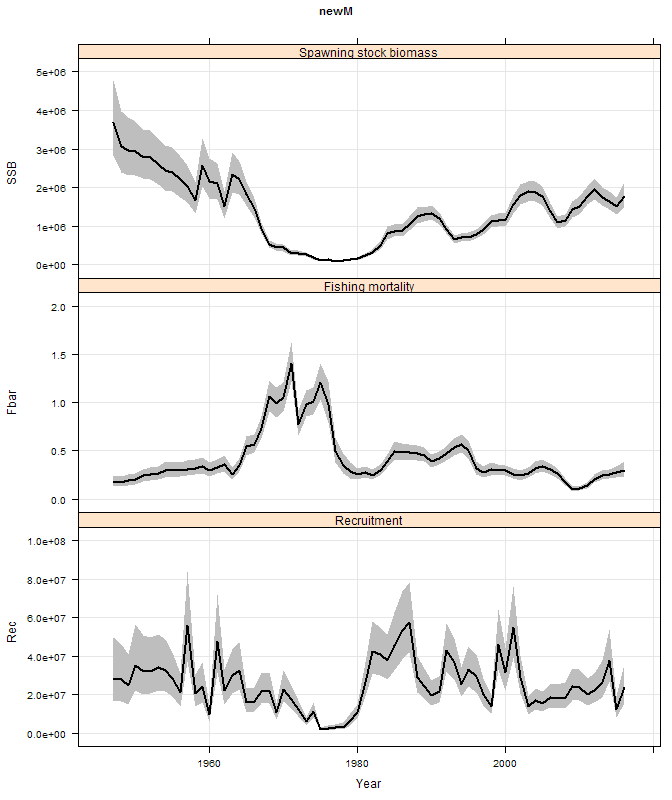 newM
Spawning stock biomass
5e+06
4e+06
3e+06
2e+06
1e+06
0e+00
SSB
Fishing mortality
2.0
1.5
1.0
0.5
0.0
Fbar
Recruitment
1.0e+08
8.0e+07
6.0e+07
4.0e+07
2.0e+07
0.0e+00
Rec
1960 1980 2000
Year